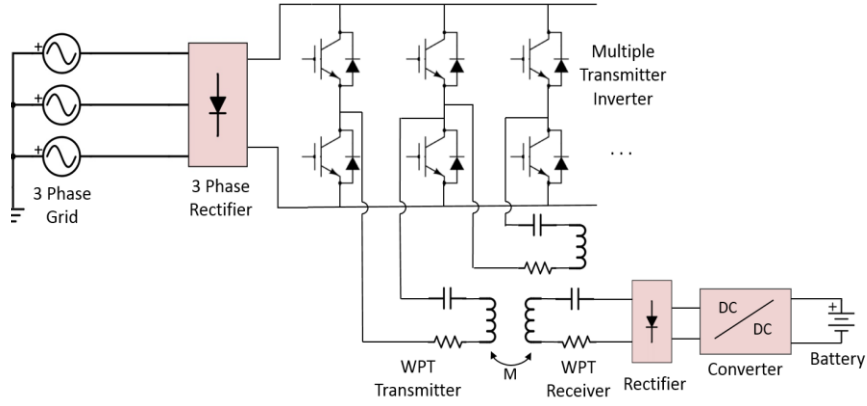 +
+
+
3 Phase
Grid
3 Phase
Rectifier
Multiple
Transmitter
Inverter
...
WPT
Transmitter
M
WPT
Receiver
Rectifier
DC
DC
Converter
+
Battery